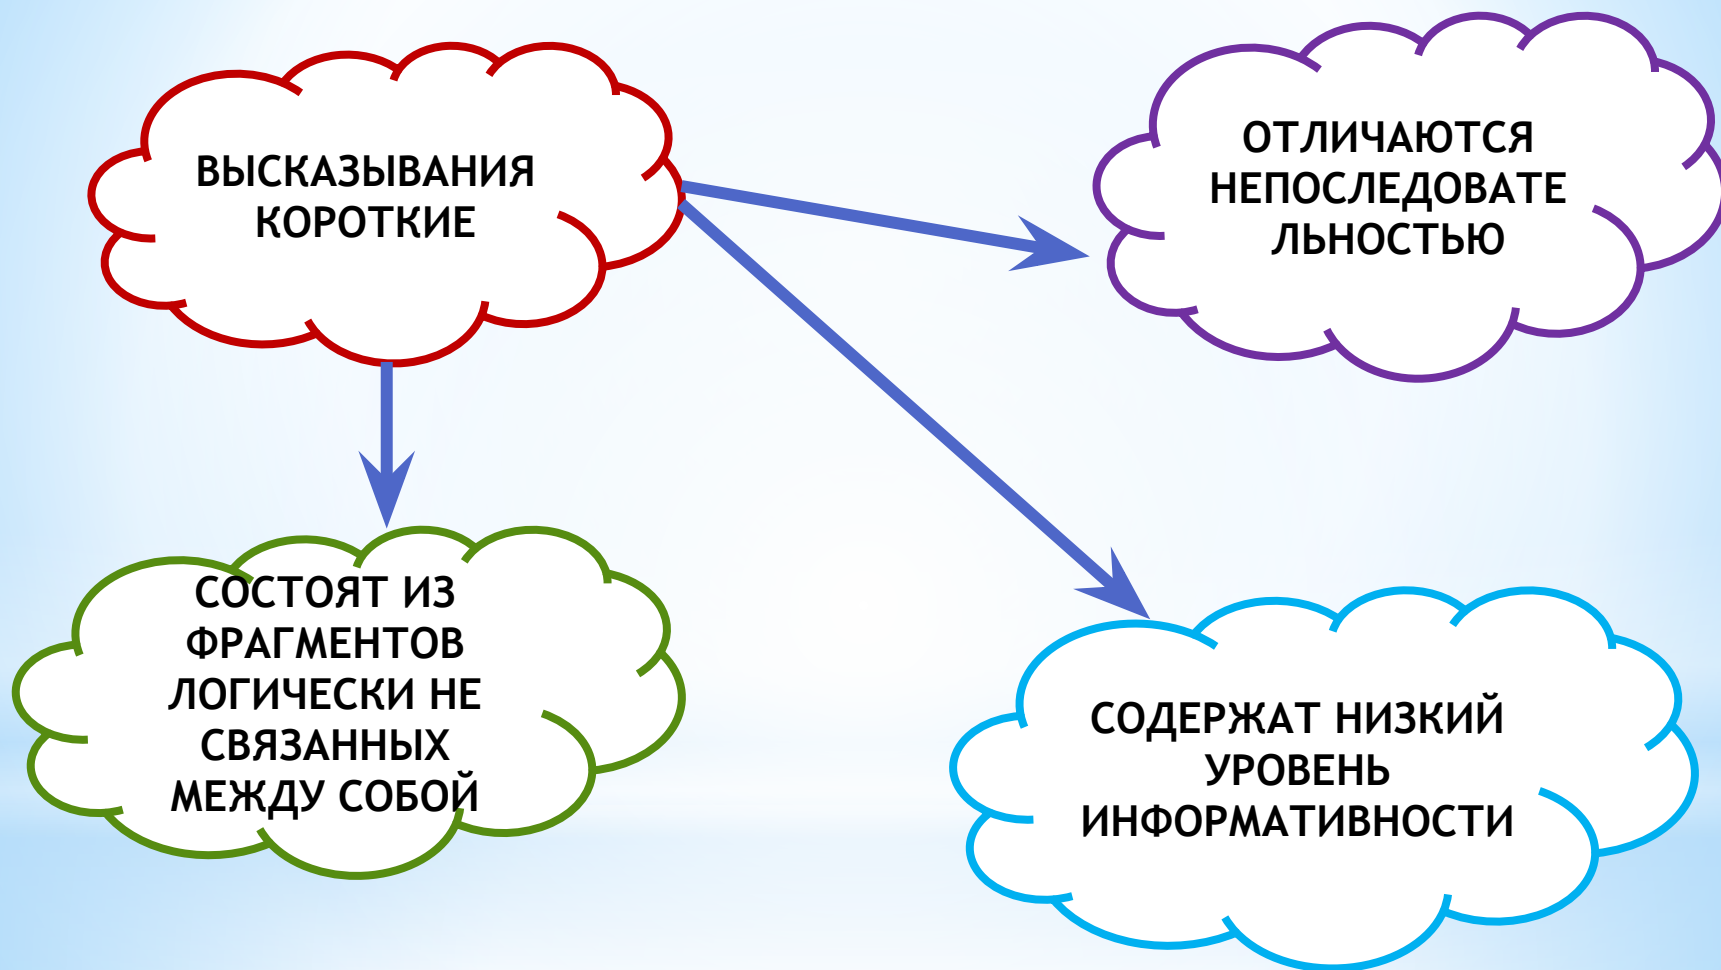 ВЫСКАЗЫВАНИЯ
КОРОТКИЕ
ОТЛИЧАЮТСЯ
НЕПОСЛЕДОВАТЕ
ЛЬНОСТЬЮ
СОСТОЯТ ИЗ
ФРАГМЕНТОВ
ЛОГИЧЕСКИ НЕ
СВЯЗАННЫХ
МЕЖДУ СОБОЙ
СОДЕРЖАТ НИЗКИЙ
УРОВЕНЬ
ИНФОРМАТИВНОСТИ